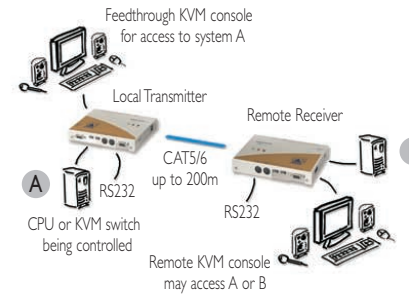 Feedthrough KVM console
for access to system A
Local Transmitter
Remote Receiver
CAT5/6
up to 200m
A
RS232
RS232
CPU or KVM switch
being controlled
Remote KVM console
may access A or B